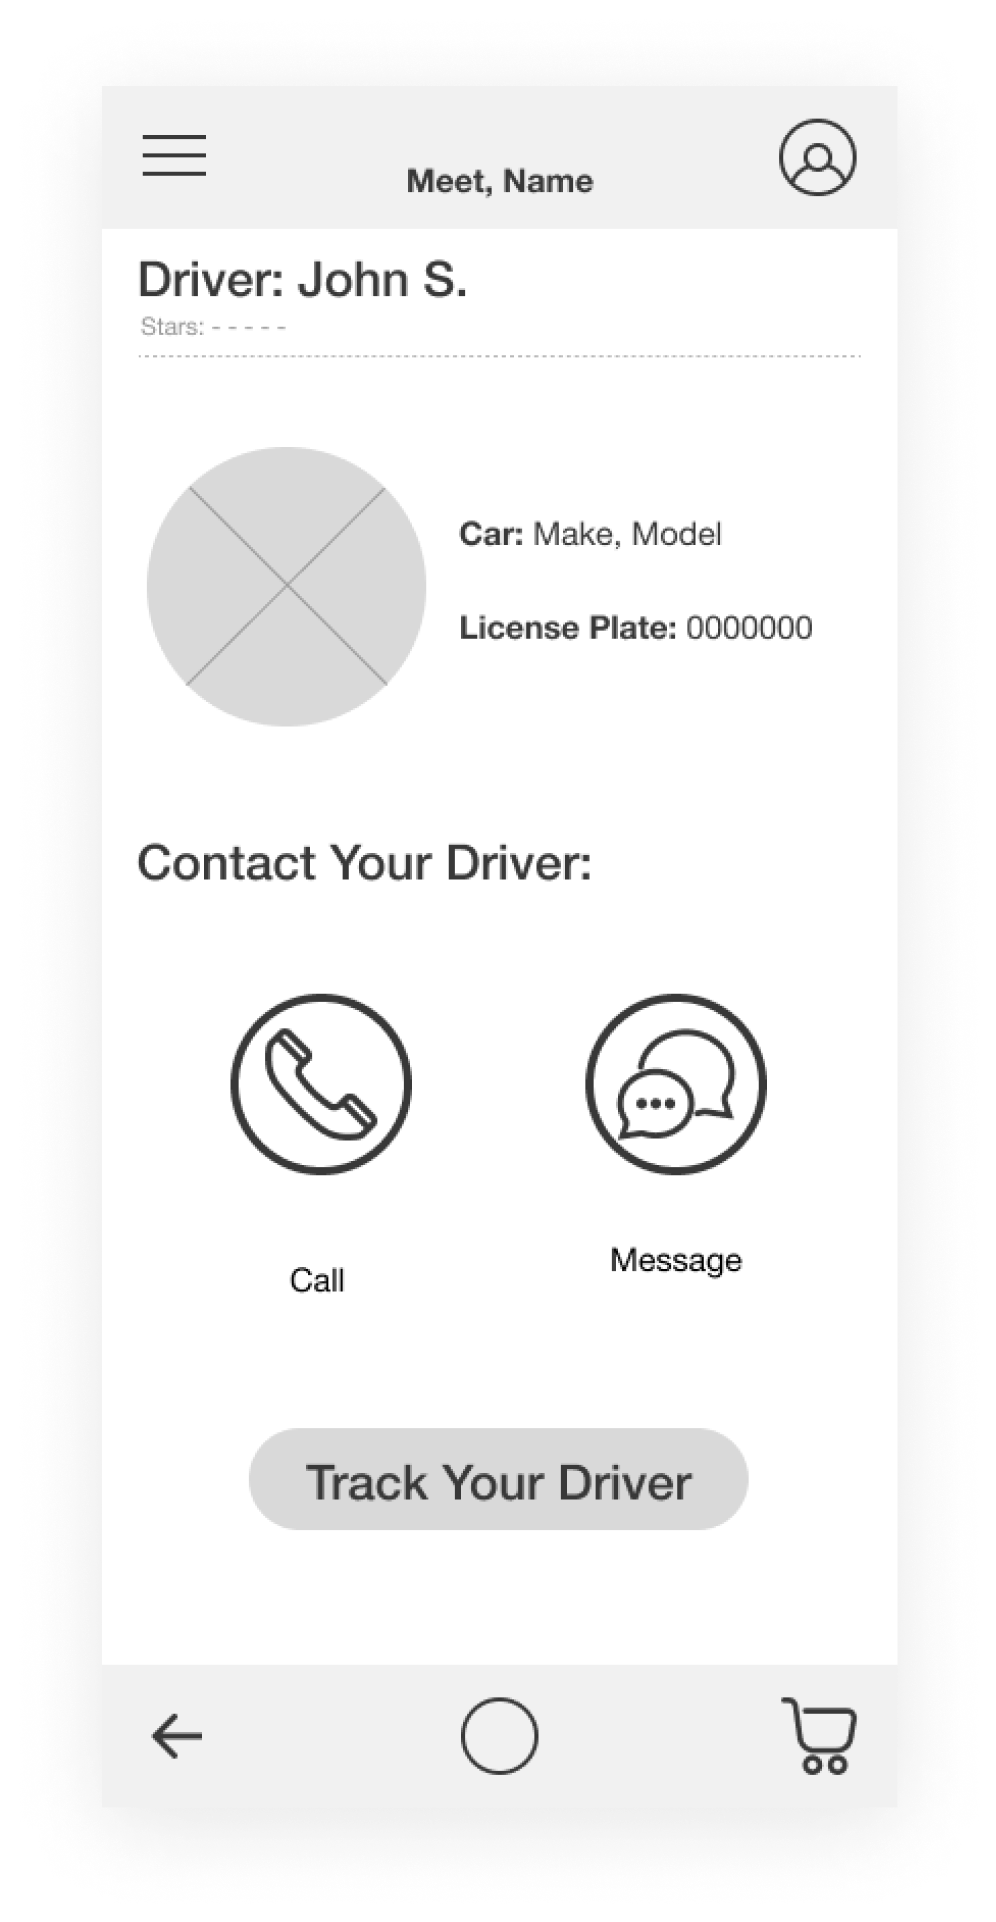 Meet, Name
Driver: John S.
Stars: - - - - -
Car: Make, Model
License Plate: 0000000
Contact Your Driver:
Call
Message
Track Your Driver